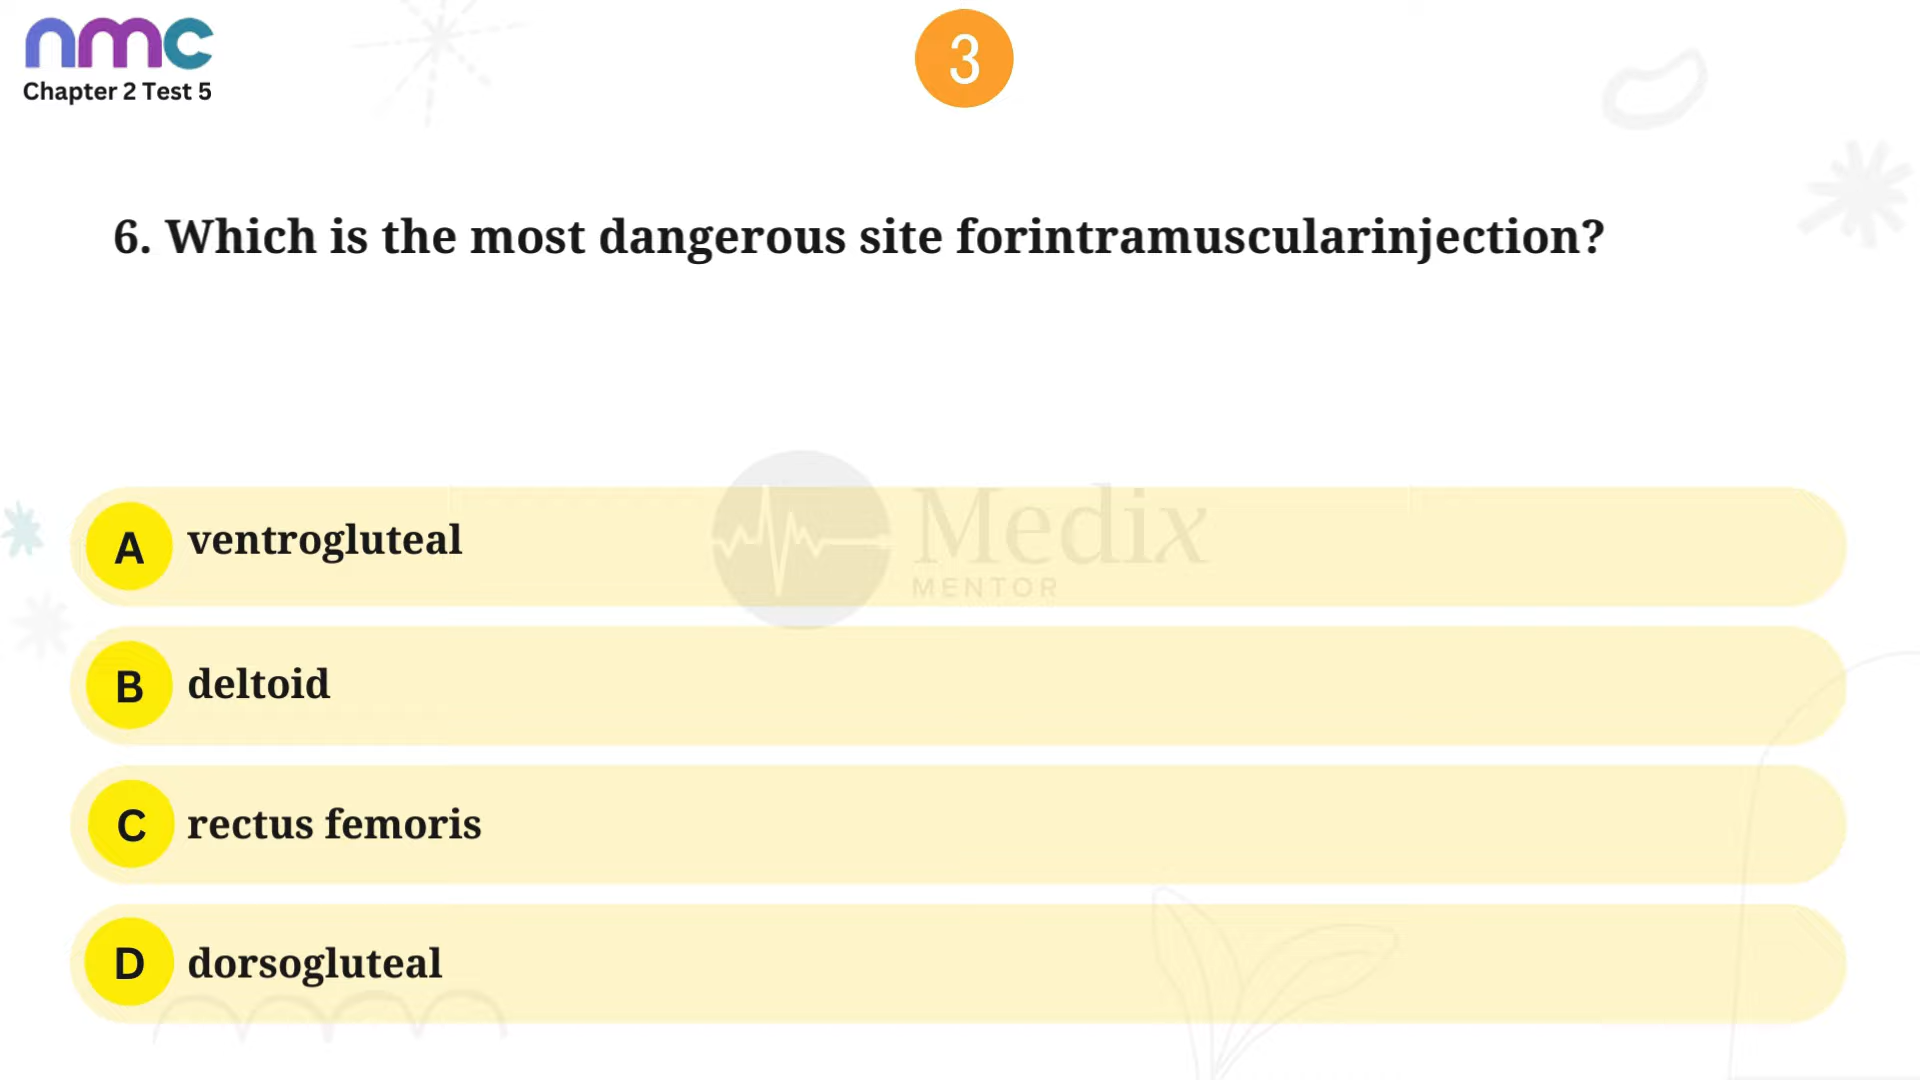 nmc
Chapter 2 Test 5
3
6. Which is the most dangerous site forintramuscularinjection?
A ventrogluteal
Medix
MENTOR
B deltoid
C rectus femoris
D dorsogluteal